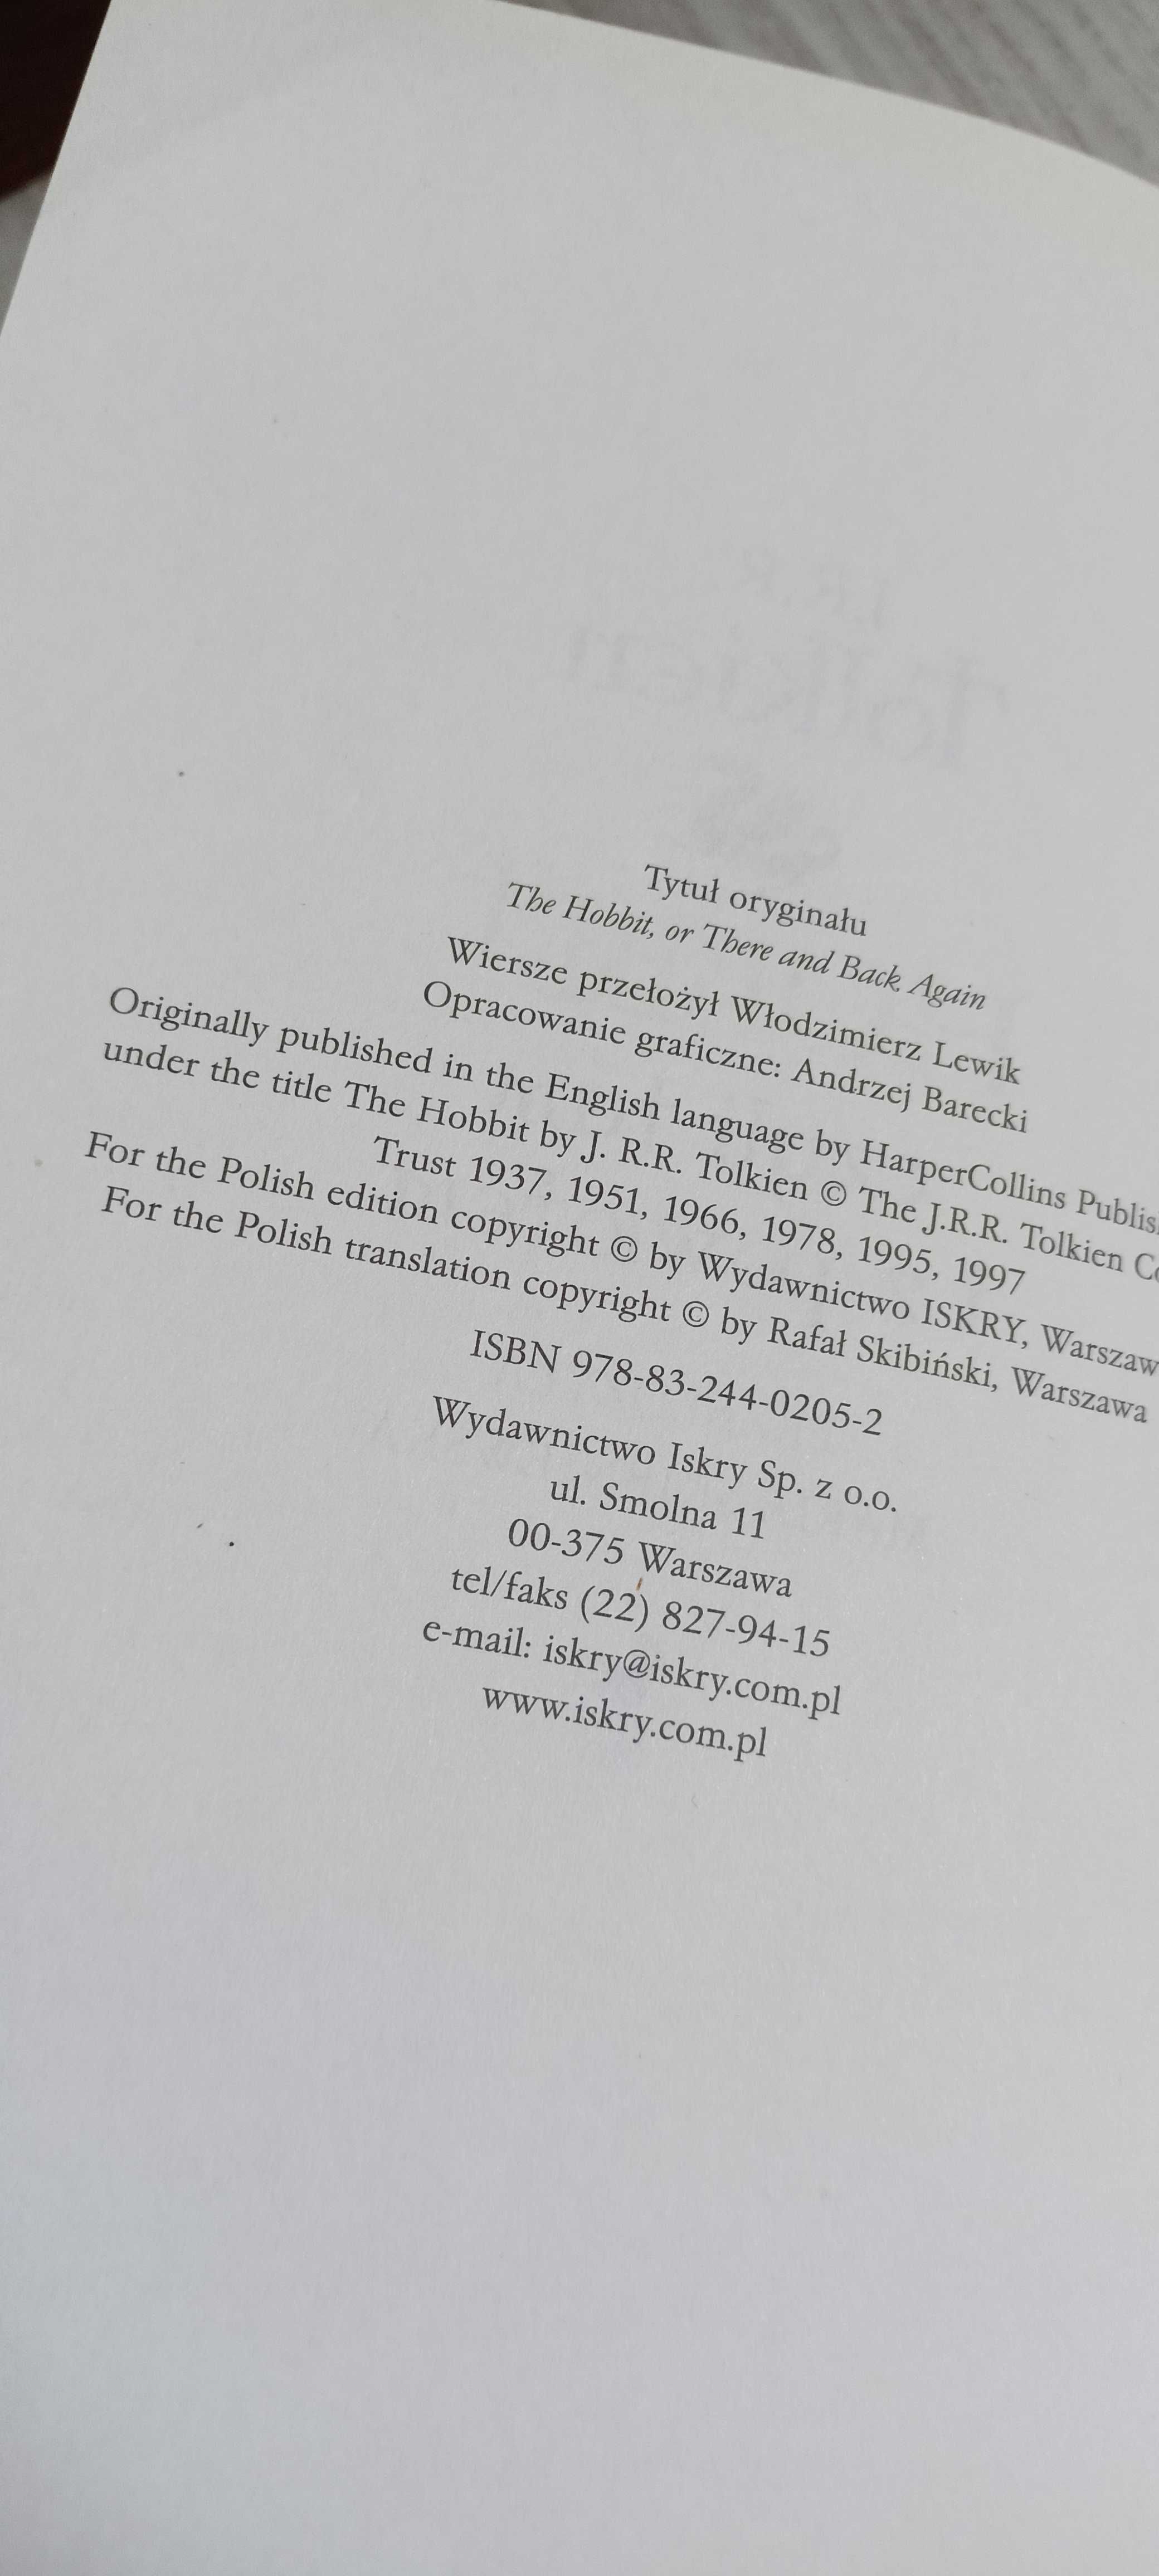 Tytuł oryginału
The Hobbit, or There and Back Again
Wiersze przełożył Włodzimierz Lewik
Opracowanie graficzne: Andrzej Barecki
Originally published in the English language by HarperCollins
under the title The Hobbit by J. R.R. Tolkien © The J.R.R. Tolkien
Trust 1937, 1951, 1966, 1978, 1995, 1997
For the Polish edition copyright © by Wydawnictwo ISKRY,
For the Polish translation copyright © by Rafał Skibiński, Warszawa
ISBN 978-83-244-0205-2
Wydawnictwo Iskry Sp. z o.o.
ul. Smolna 11
00-375 Warszawa
tel/faks (22) 827-94-15
e-mail: iskry@iskry.com.pl
www.iskry.com.pl